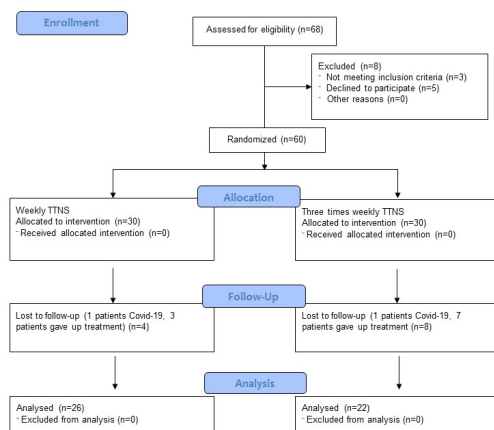 Enrollment
Assessed for eligibility (n=68)
Excluded (n=8)
- Not meeting inclusion criteria (n=3)
- Declined to participate (n=5)
- Other reasons (n=0)
Randomized (n=60)
Allocation
Weekly TTNS
Allocated to intervention (n=30)
- Received allocated intervention (n=0)
Three times weekly TTNS
Allocated to intervention (n=30)
- Received allocated intervention (n=0)
Follow-Up
Lost to follow-up (1 patients Covid-19, 3
patients gave up treatment) (n=4)
Lost to follow-up (1 patients Covid-19, 7
patients gave up treatment (n=8)
Analysis
Analysed (n=26)
- Excluded from analysis (n=0)
Analysed (n=22)
- Excluded from analysis (n=0)